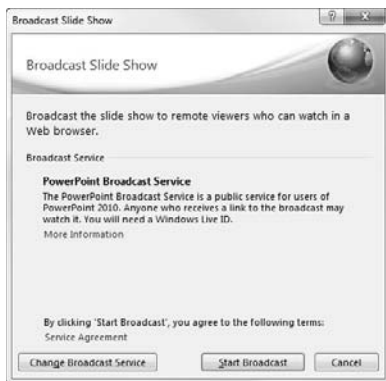 Broadcast Slide Show
Broadcast Slide Show
Broadcast the slide show to remote viewers who can watch in a
Web browser.
Broadcast Service
PowerPoint Broadcast Service
The PowerPoint Broadcast Service is a public service for users of
PowerPoint 2010. Anyone who receives a link to the broadcast may
watch it. You will need a Windows Live ID.
More Information
By clicking 'Start Broadcast', you agree to the following terms:
Service Agreement
Change Broadcast Service Start Broadcast Cancel